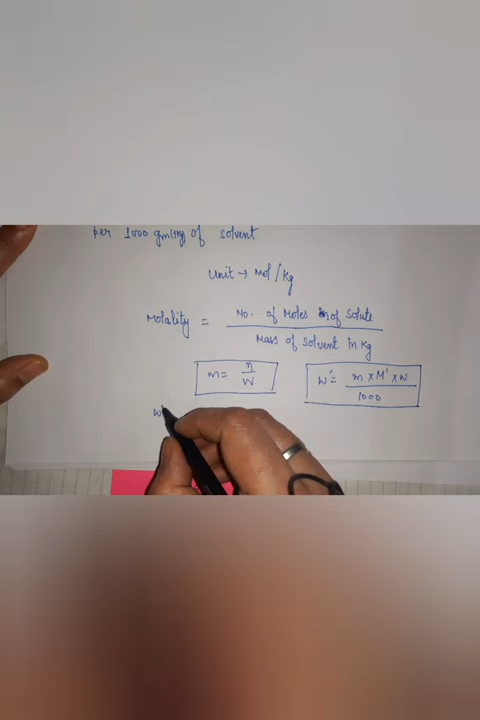 per 1000 gm(1kg) of solvent
Unit → Mol/Kg
Molality = No. of Moles of Solute
Mass of Solvent in Kg
m = n/W
w' = m × M' × w / 1000
w'